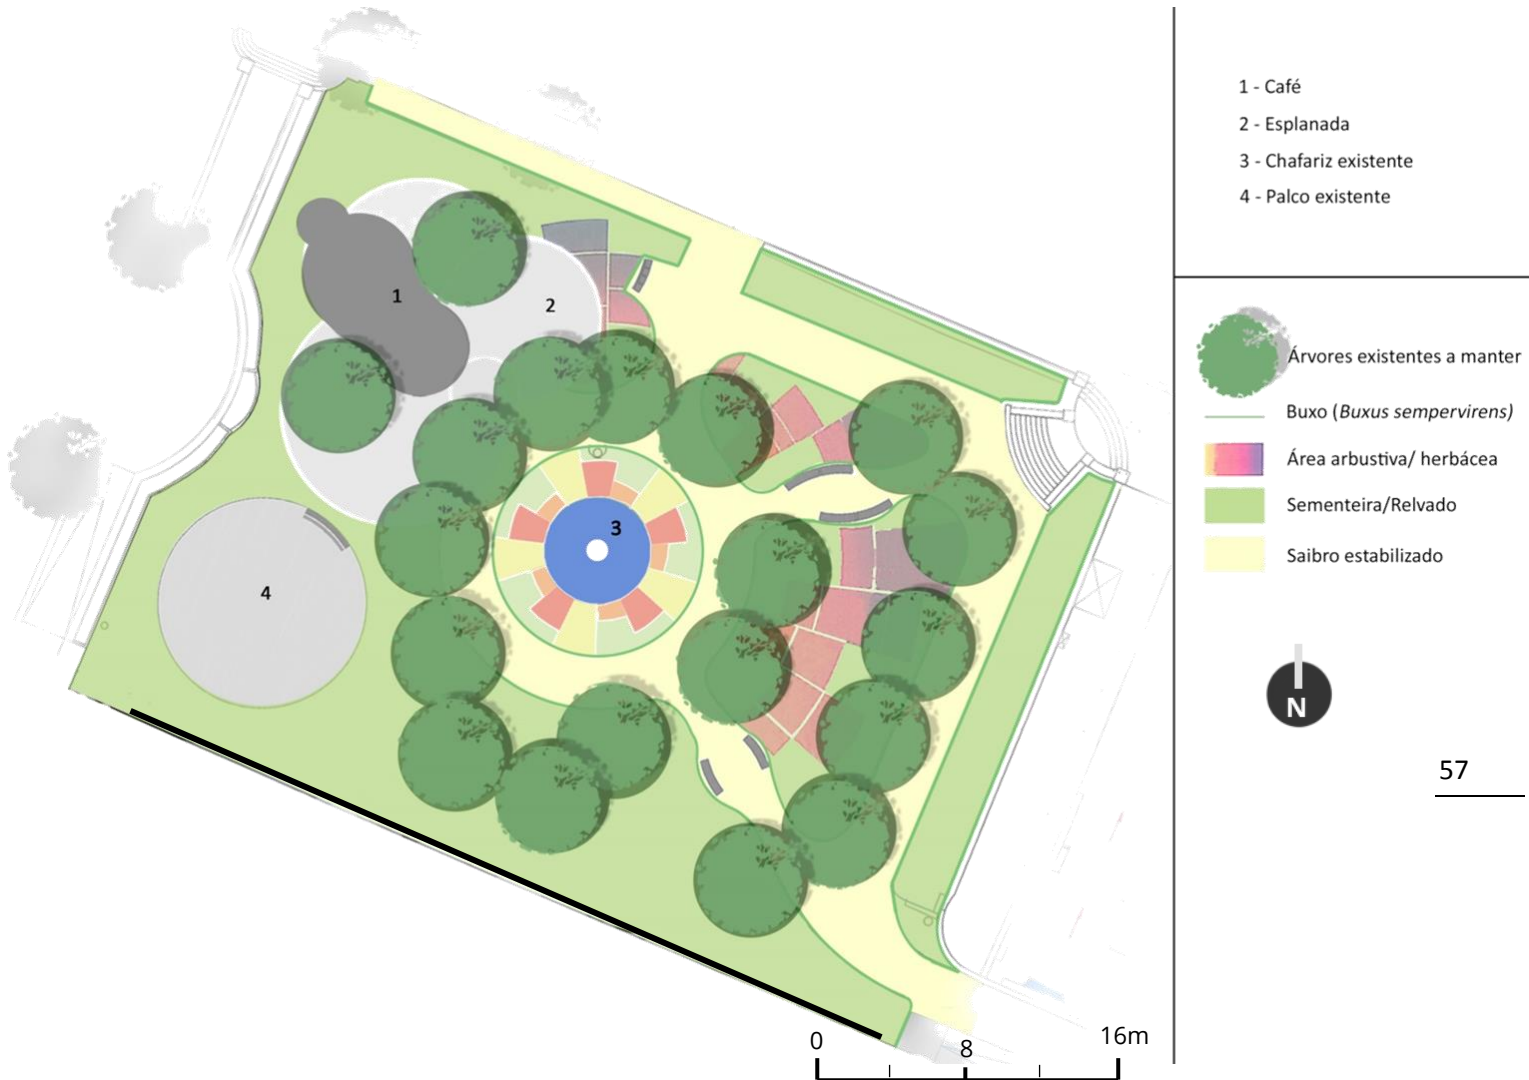 1 - Café
2 - Esplanada
3 - Chafariz existente
4 - Palco existente
1
2
3
4
Árvores existentes a manter
Buxo (Buxus sempervirens)
Área arbustiva/ herbácea
Sementeira/Relvado
Saibro estabilizado
N
57
0
8
16m